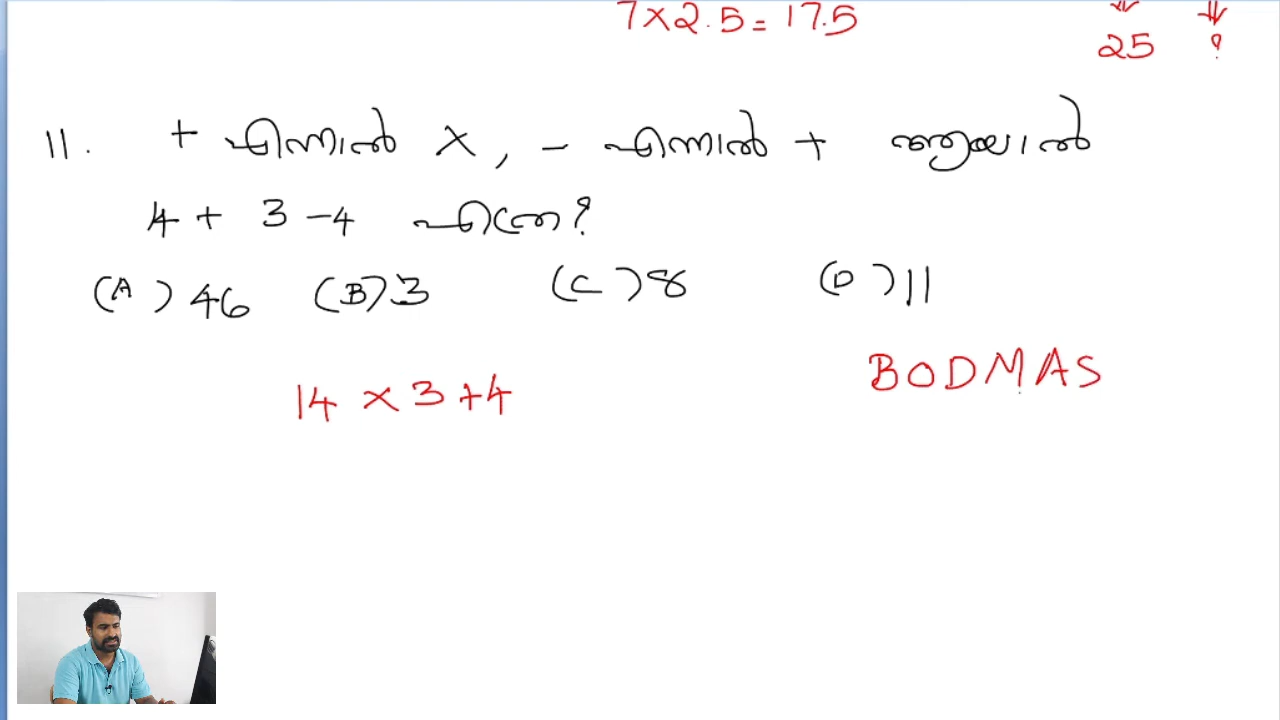 7 x 2.5 = 17.5
25 ?
11. + എന്നാൽ x, - എന്നാൽ + ആയാൽ
14 + 3 - 4 എത്ര?
(A) 46 (B) 3 (C) 8 (D) 11
BODMAS
14 x 3 + 4